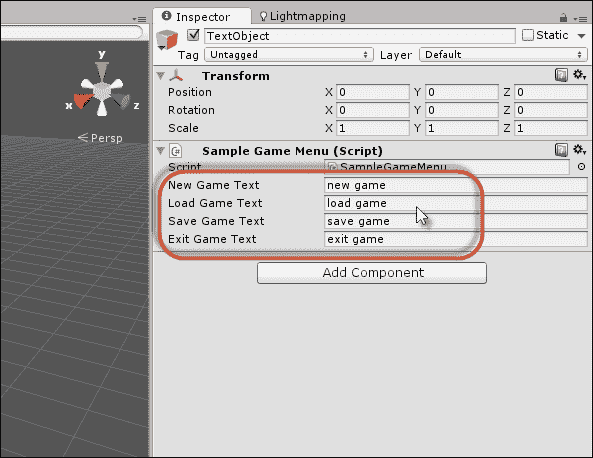 Inspector Lightmapping
TextObject Static
Tag Untagged Layer Default
Transform
Position X 0 Y 0 Z 0
Rotation X 0 Y 0 Z 0
Scale X 1 Y 1 Z 1
Sample Game Menu (Script)
Script SampleGameMenu
New Game Text new game
Load Game Text load game
Save Game Text save game
Exit Game Text exit game
Add Component
y
x z
Persp